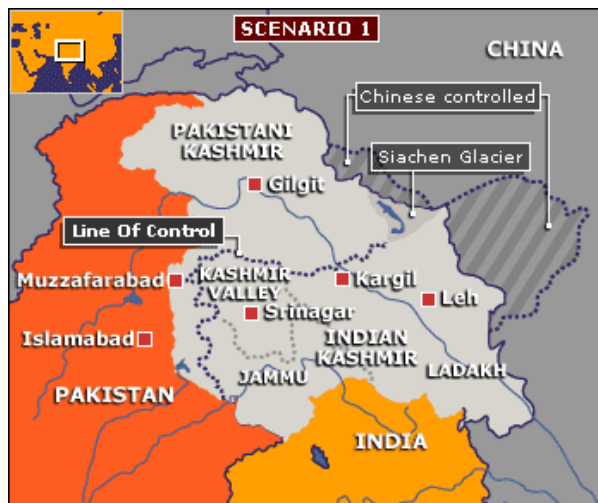 SCENARIO 1
CHINA
Chinese controlled
PAKISTANI
KASHMIR
Siachen Glacier
Gilgit
Line Of Control
Muzzafarabad
KASHMIR
VALLEY
Kargil
Leh
Srinagar
Islamabad
INDIAN
KASHMIR
LADAKH
JAMMU
PAKISTAN
INDIA